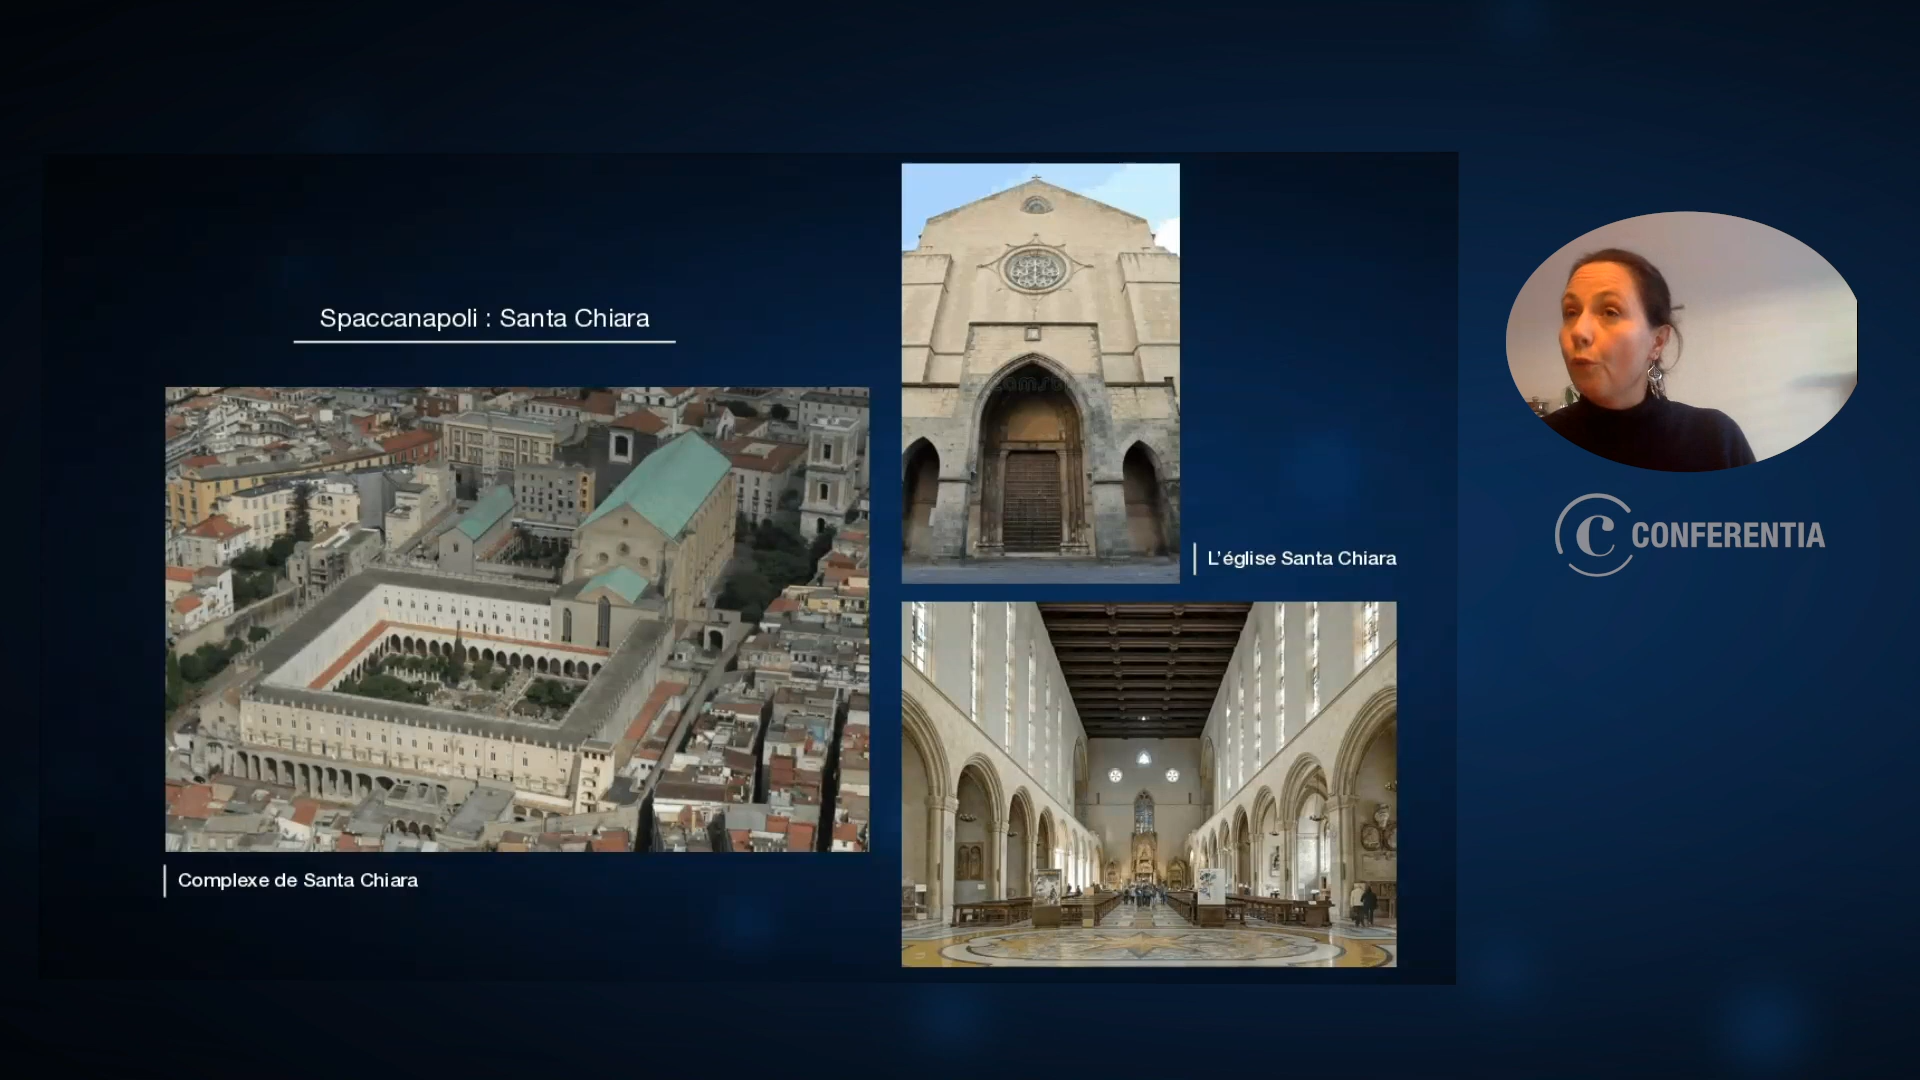 Spaccanapoli : Santa Chiara
L'église Santa Chiara
CONFERENTIA
Complexe de Santa Chiara